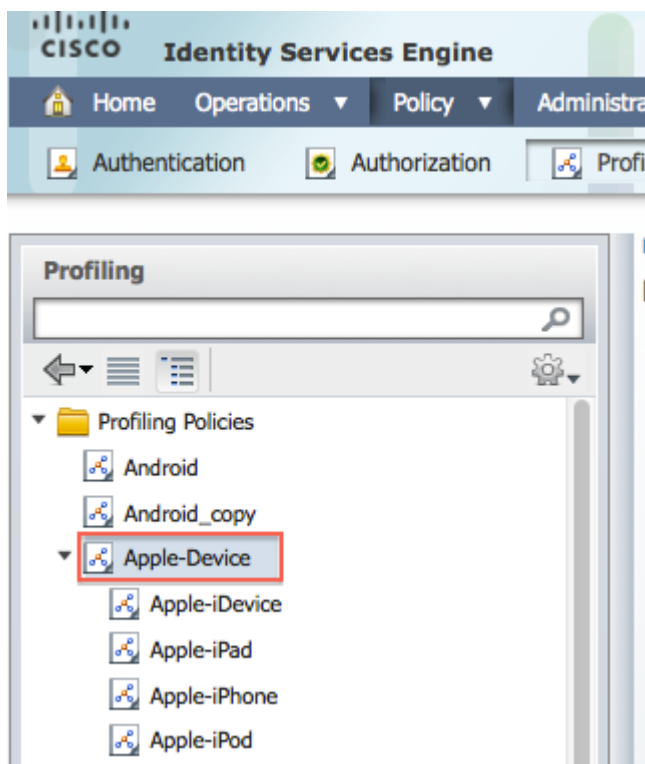 CISCO Identity Services Engine
Home Operations Policy Administra
Authentication Authorization Profi
Profiling
Profiling Policies
Android
Android_copy
Apple-Device
Apple-iDevice
Apple-iPad
Apple-iPhone
Apple-iPod